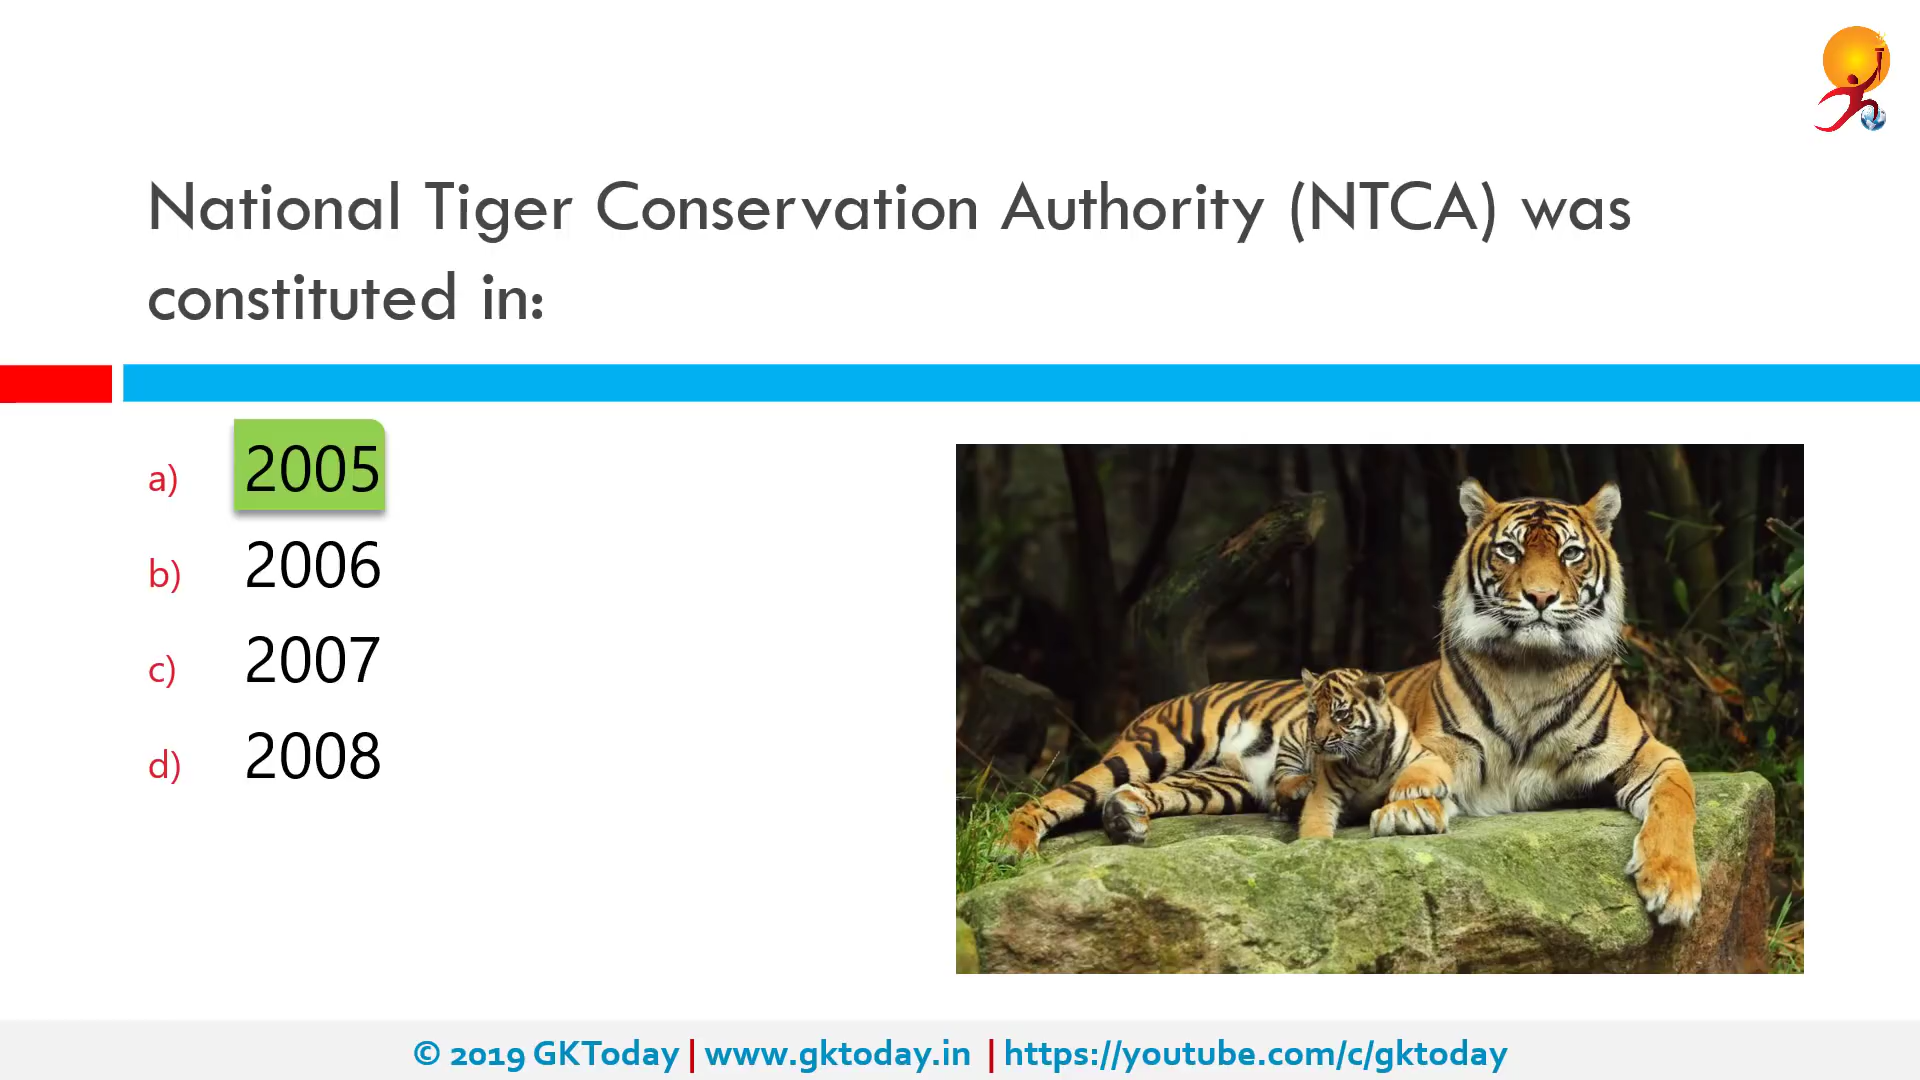 National Tiger Conservation Authority (NTCA) was
constituted in:
a) 2005
b) 2006
c) 2007
d) 2008
© 2019 GKToday | www.gktoday.in | https://youtube.com/c/gktoday